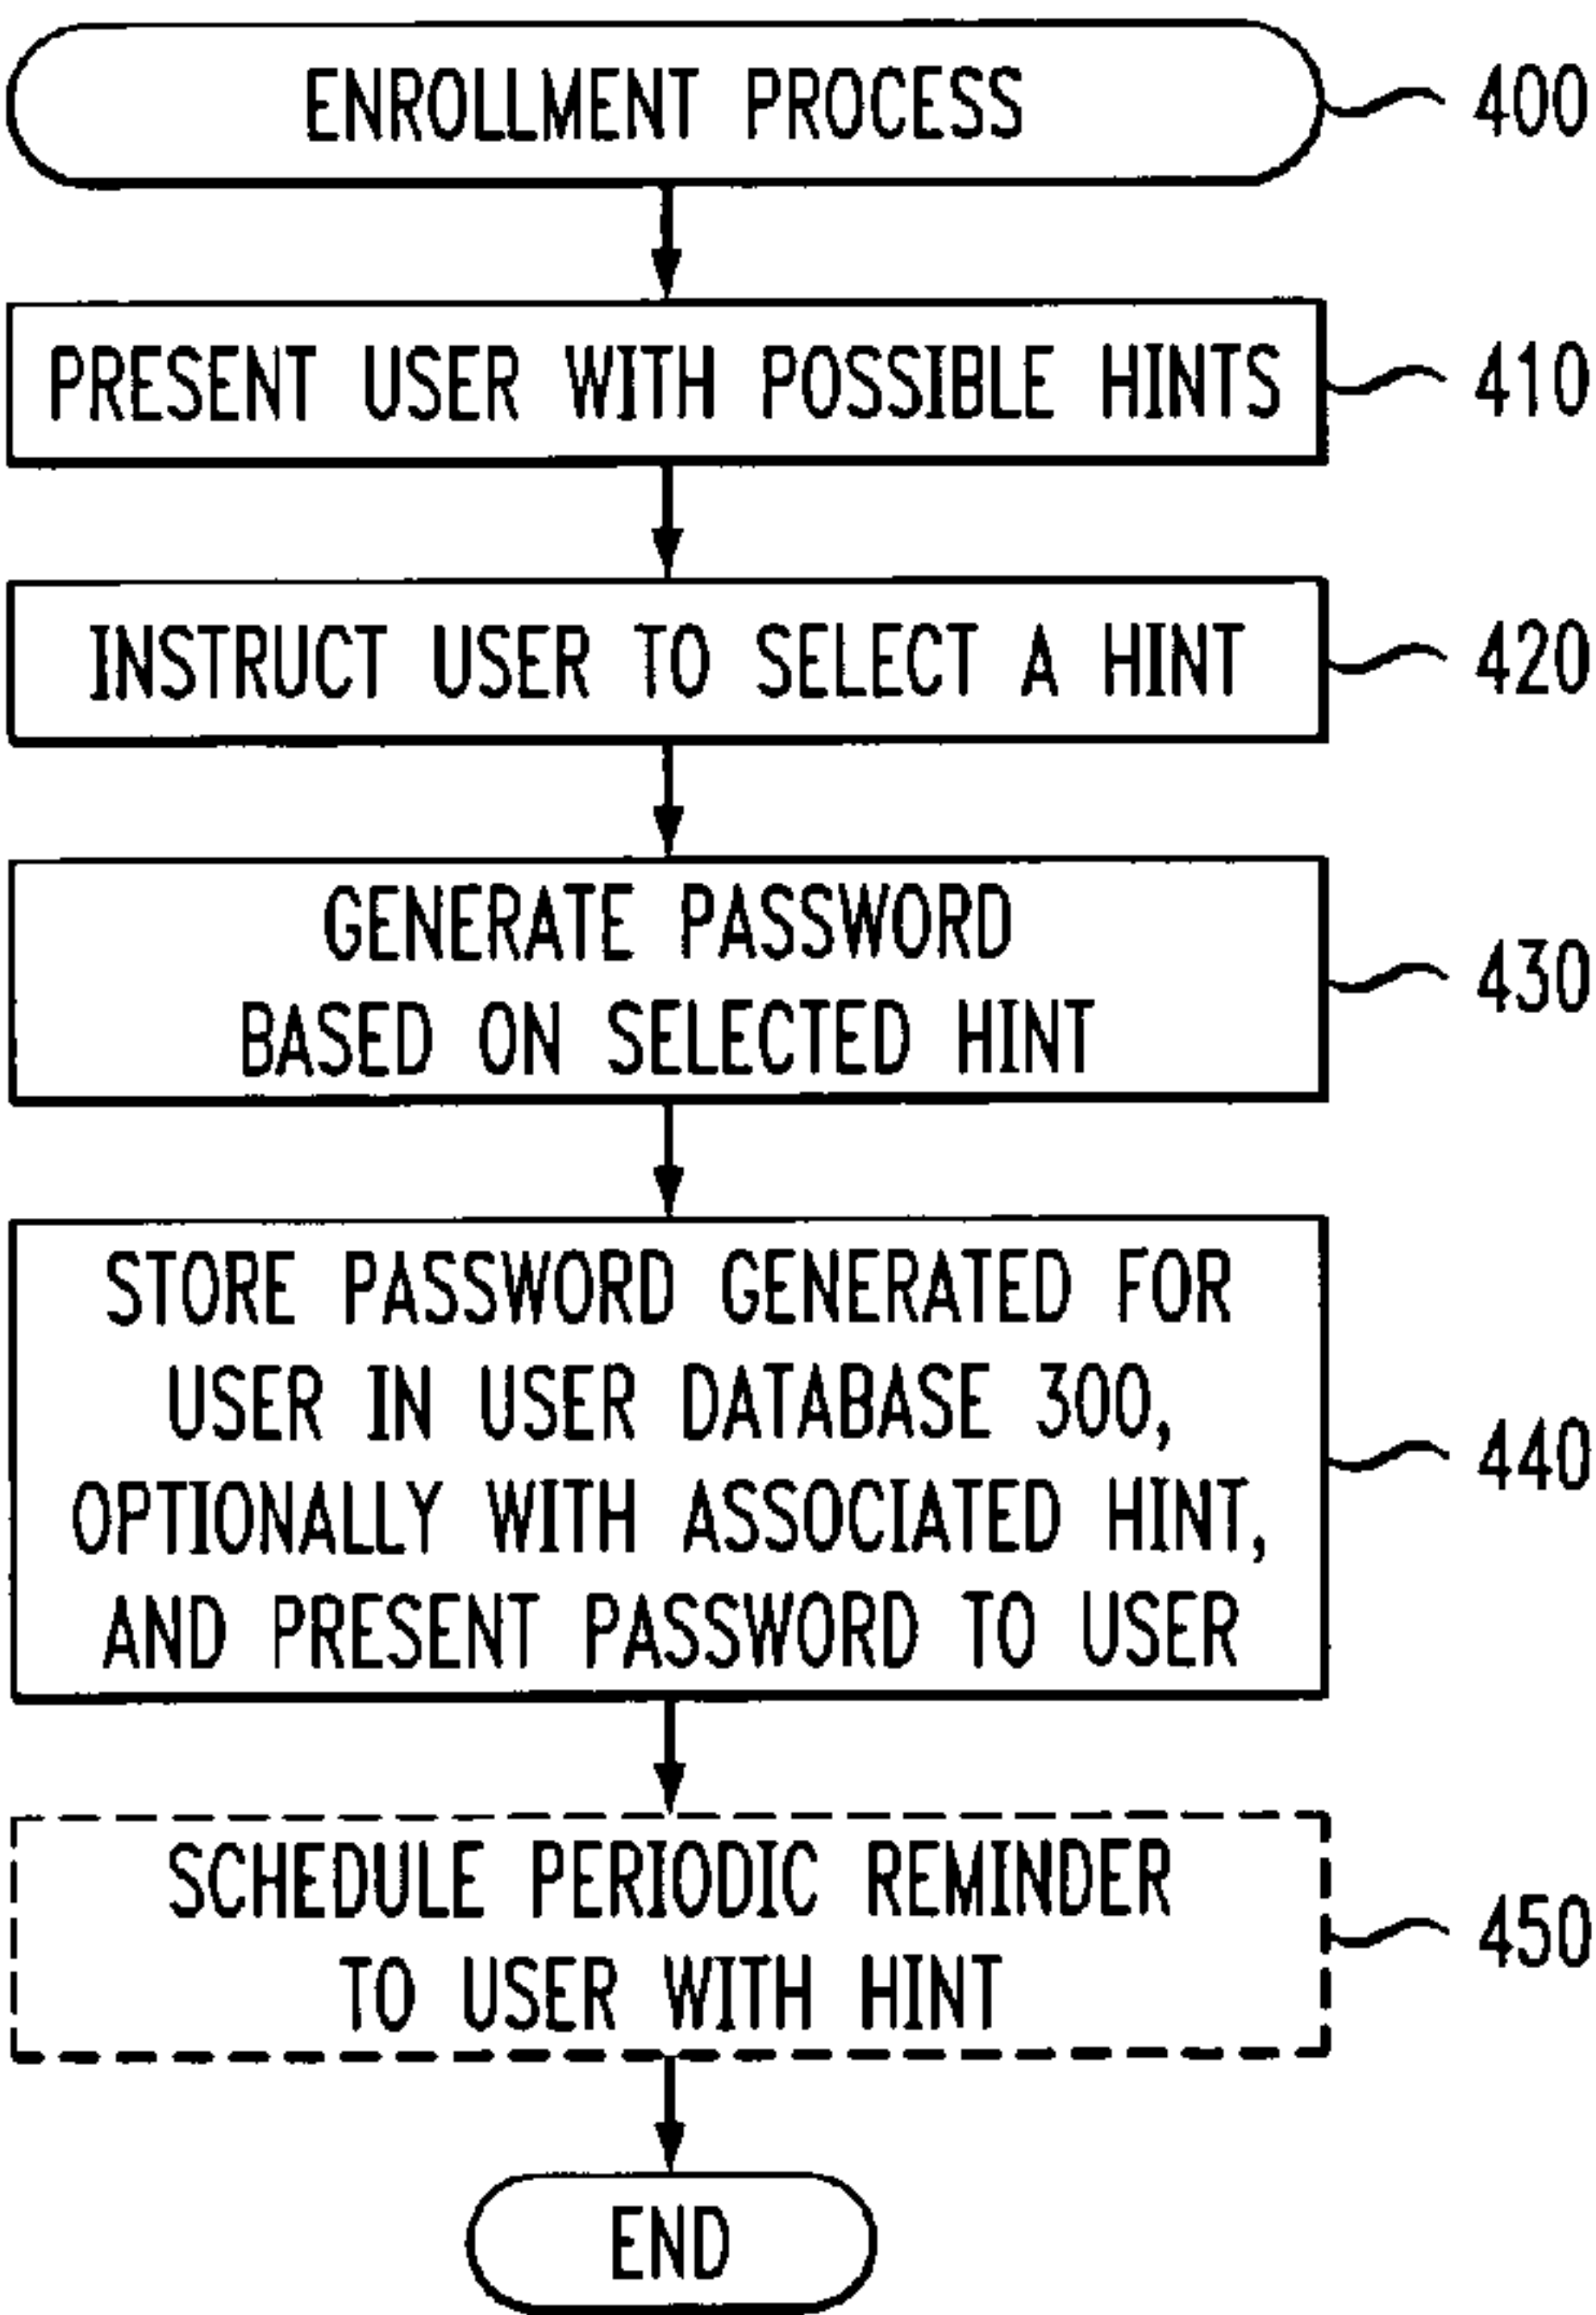 ENROLLMENT PROCESS 400
PRESENT USER WITH POSSIBLE HINTS 410
INSTRUCT USER TO SELECT A HINT 420
GENERATE PASSWORD
BASED ON SELECTED HINT
430
STORE PASSWORD GENERATED FOR
USER IN USER DATABASE 300,
OPTIONALLY WITH ASSOCIATED HINT,
AND PRESENT PASSWORD TO USER
440
SCHEDULE PERIODIC REMINDER
TO USER WITH HINT
450
END